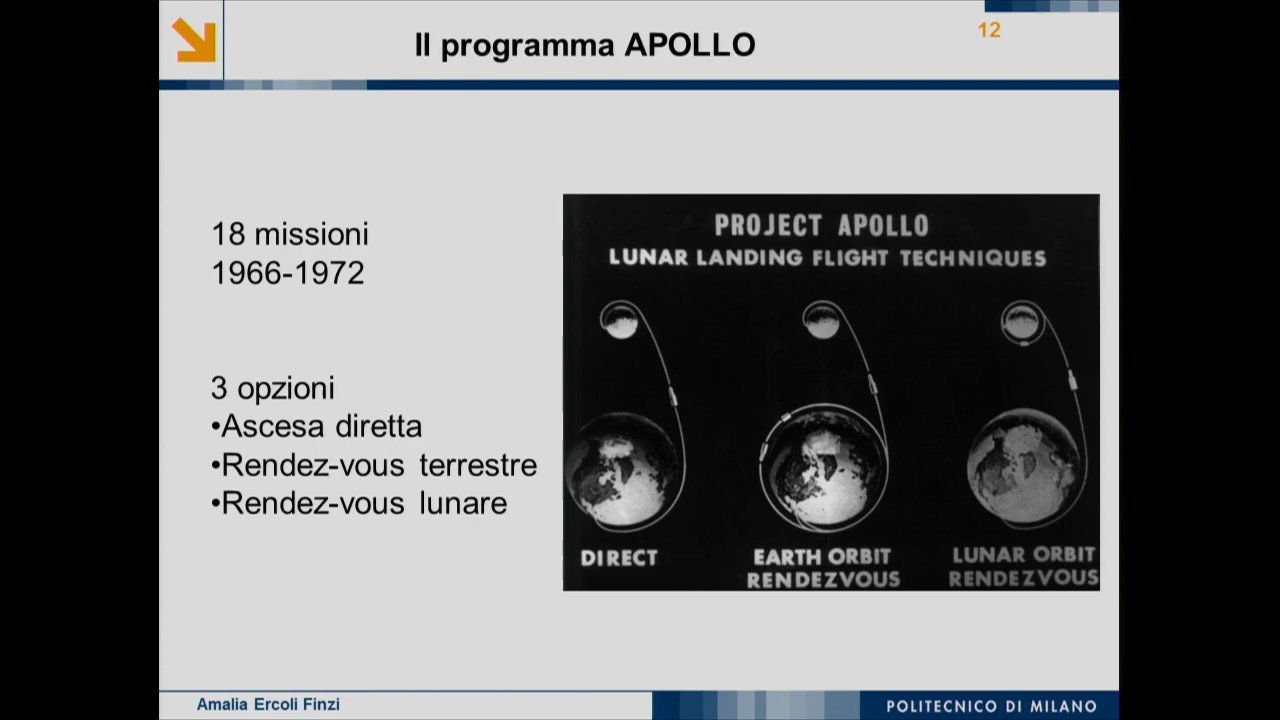 Il programma APOLLO
12
18 missioni
1966-1972
3 opzioni
•Ascesa diretta
•Rendez-vous terrestre
•Rendez-vous lunare
PROJECT APOLLO
LUNAR LANDING FLIGHT TECHNIQUES
DIRECT
EARTH ORBIT
RENDEZVOUS
LUNAR ORBIT
RENDEZVOUS
Amalia Ercoli Finzi
POLITECNICO DI MILANO